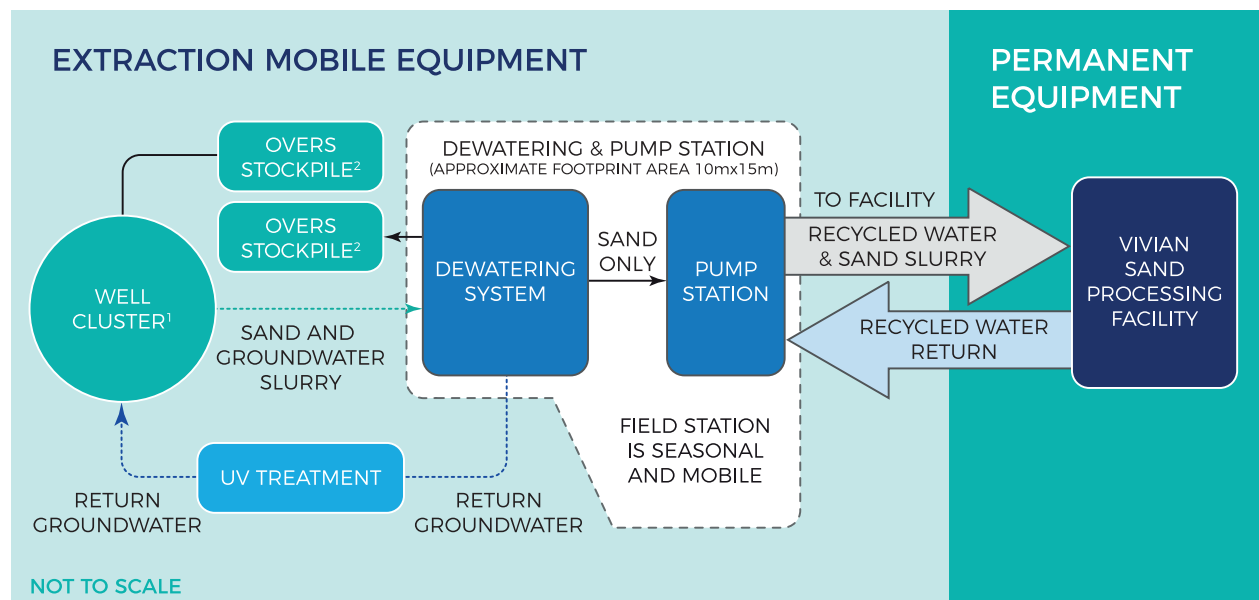 EXTRACTION MOBILE EQUIPMENT
PERMANENT
EQUIPMENT
OVERS
STOCKPILE²
OVERS
STOCKPILE²
WELL
CLUSTER¹
SAND AND
GROUNDWATER
SLURRY
DEWATERING & PUMP STATION
(APPROXIMATE FOOTPRINT AREA 10mx15m)
DEWATERING
SYSTEM
SAND
ONLY
PUMP
STATION
TO FACILITY
RECYCLED WATER
& SAND SLURRY
RECYCLED WATER
RETURN
VIVIAN
SAND
PROCESSING
FACILITY
FIELD STATION
IS SEASONAL
AND MOBILE
UV TREATMENT
RETURN
GROUNDWATER
RETURN
GROUNDWATER
NOT TO SCALE